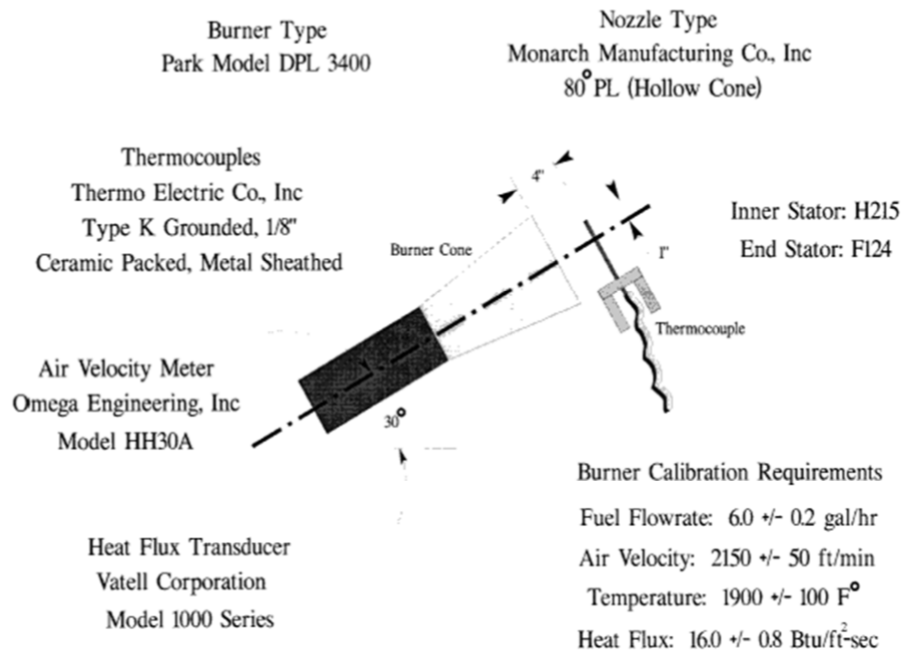 Burner Type
Park Model DPL 3400
Nozzle Type
Monarch Manufacturing Co., Inc
80° PL (Hollow Cone)
Thermocouples
Thermo Electric Co., Inc
Type K Grounded, 1/8"
Ceramic Packed, Metal Sheathed
4"
Burner Cone
1"
Inner Stator: H215
End Stator: F124
Thermocouple
Air Velocity Meter
Omega Engineering, Inc
Model HH30A
30°
Heat Flux Transducer
Vatell Corporation
Model 1000 Series
Burner Calibration Requirements
Fuel Flowrate: 6.0 +/- 0.2 gal/hr
Air Velocity: 2150 +/- 50 ft/min
Temperature: 1900 +/- 100 F°
Heat Flux: 16.0 +/- 0.8 Btu/ft²-sec